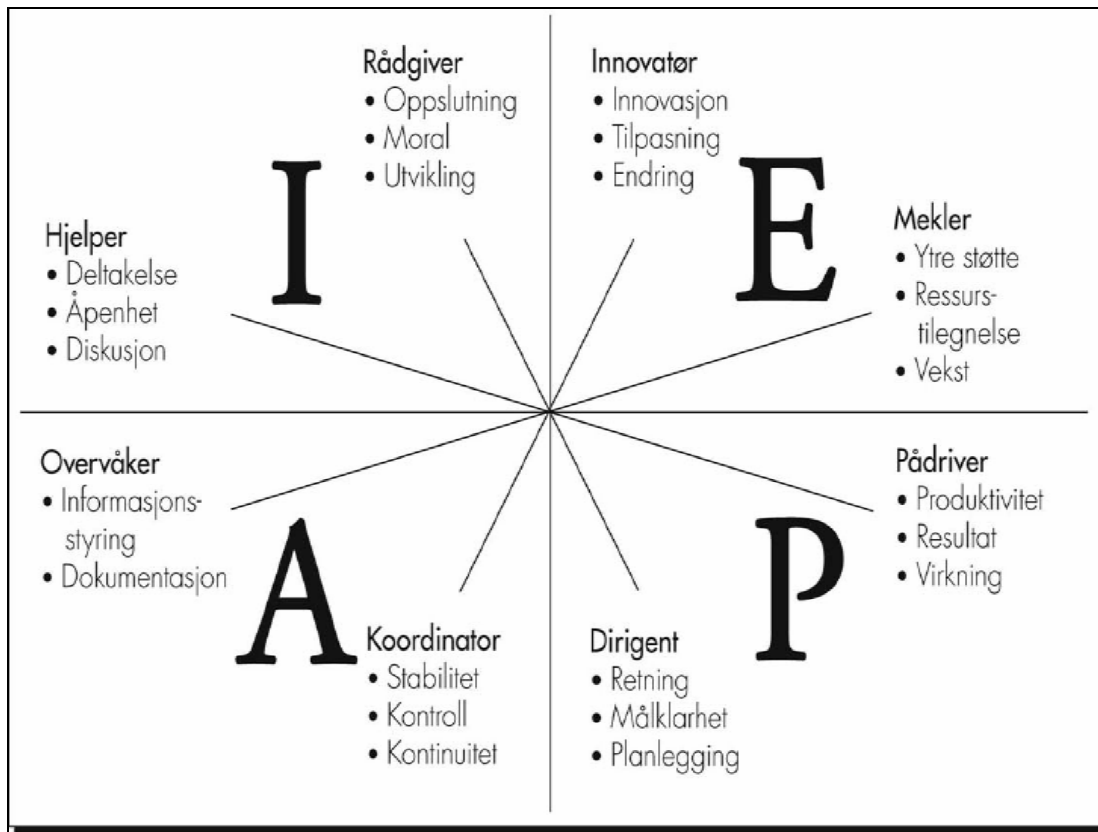 Rådgiver
• Oppslutning
• Moral
• Utvikling
I
Hjelper
• Deltakelse
• Åpenhet
• Diskusjon
Innovatør
• Innovasjon
• Tilpasning
• Endring
E
Mekler
• Ytre støtte
• Ressurs-
tilegnelse
• Vekst
Overvåker
• Informasjons-
styring
• Dokumentasjon
A
Koordinator
• Stabilitet
• Kontroll
• Kontinuitet
Pådriver
• Produktivitet
• Resultat
• Virkning
P
Dirigent
• Retning
• Målklarhet
• Planlegging